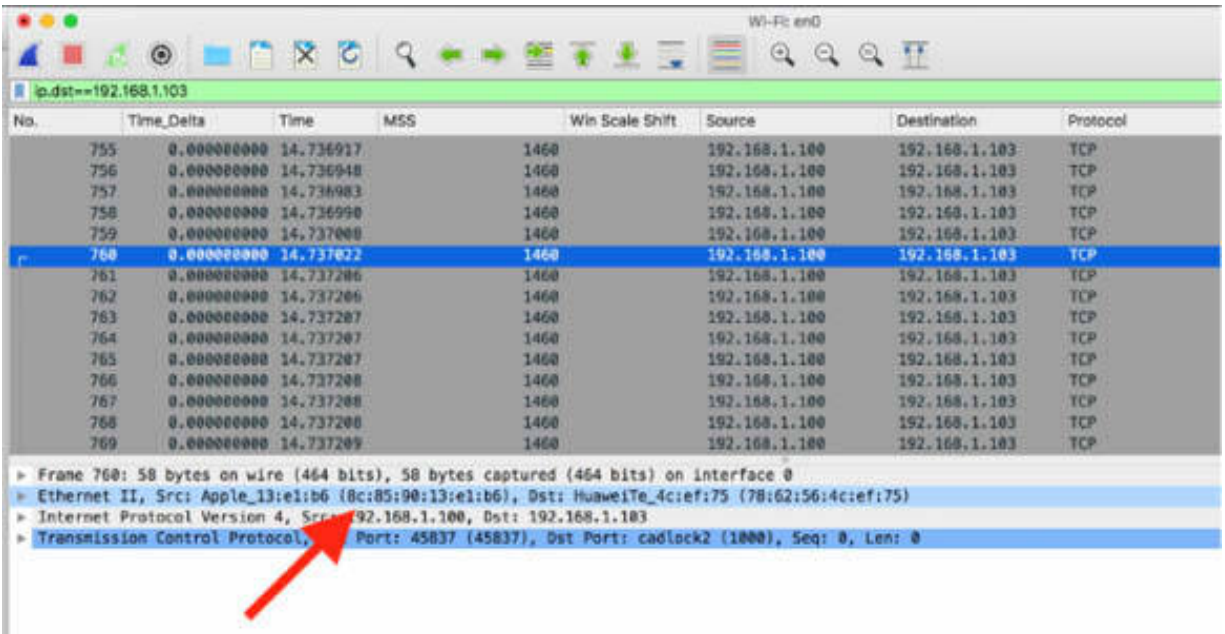 Wi-Fi: en0
ip.dst==192.168.1.103
No. Time_Delta Time MSS Win Scale Shift Source Destination Protocol
755 0.000000000 14.736917 1460 192.168.1.100 192.168.1.103 TCP
756 0.000000000 14.736948 1460 192.168.1.100 192.168.1.103 TCP
757 0.000000000 14.736983 1460 192.168.1.100 192.168.1.103 TCP
758 0.000000000 14.736990 1460 192.168.1.100 192.168.1.103 TCP
759 0.000000000 14.737008 1460 192.168.1.100 192.168.1.103 TCP
760 0.000000000 14.737022 1460 192.168.1.100 192.168.1.103 TCP
761 0.000000000 14.737206 1460 192.168.1.100 192.168.1.103 TCP
762 0.000000000 14.737206 1460 192.168.1.100 192.168.1.103 TCP
763 0.000000000 14.737207 1460 192.168.1.100 192.168.1.103 TCP
764 0.000000000 14.737207 1460 192.168.1.100 192.168.1.103 TCP
765 0.000000000 14.737207 1460 192.168.1.100 192.168.1.103 TCP
766 0.000000000 14.737208 1460 192.168.1.100 192.168.1.103 TCP
767 0.000000000 14.737208 1460 192.168.1.100 192.168.1.103 TCP
768 0.000000000 14.737208 1460 192.168.1.100 192.168.1.103 TCP
769 0.000000000 14.737209 1460 192.168.1.100 192.168.1.103 TCP
Frame 760: 58 bytes on wire (464 bits), 58 bytes captured (464 bits) on interface 0
Ethernet II, Src: Apple_13:e1:b6 (8c:85:90:13:e1:b6), Dst: HuaweiTe_4c:ef:75 (78:62:56:4c:ef:75)
Internet Protocol Version 4, 92.168.1.100, Dst: 192.168.1.103
Transmission Control Protocol, Port: 45837 (45837), Dst Port: cadlock2 (1000), Seq: 0, Len: 0